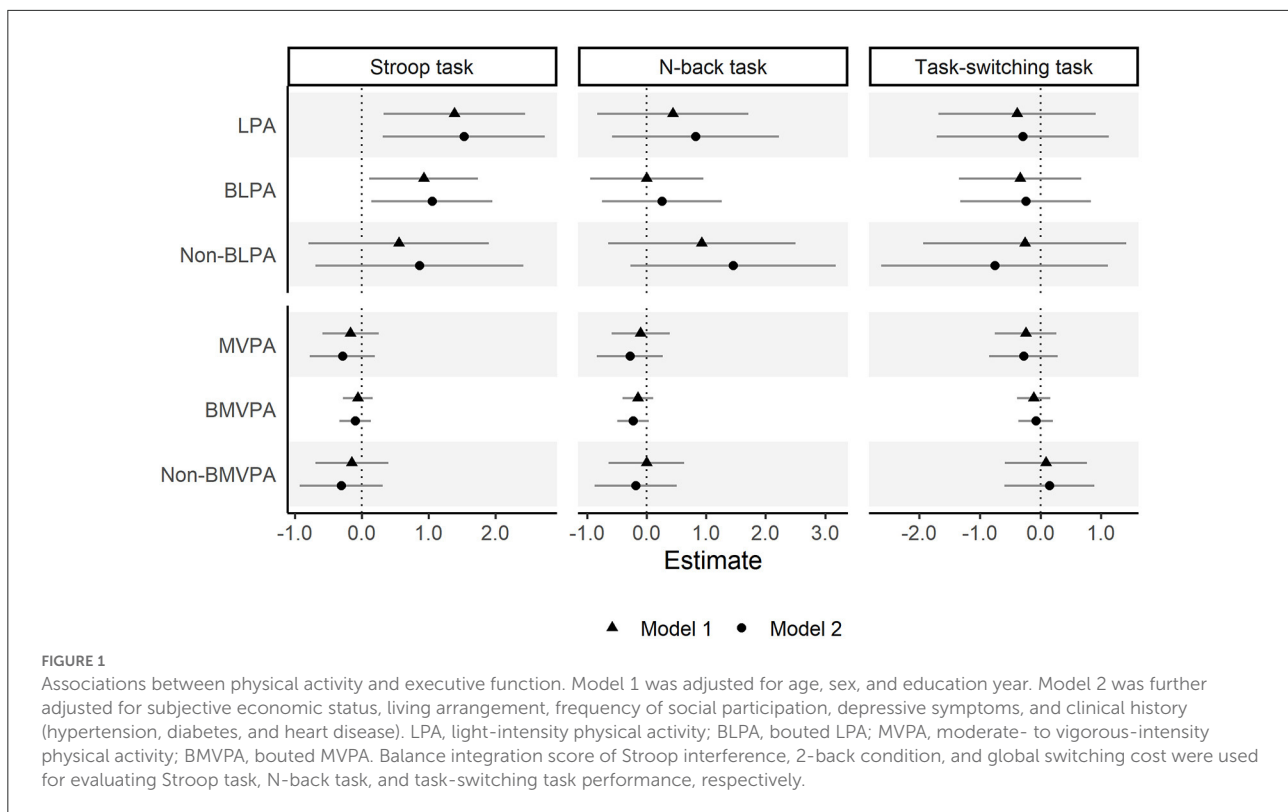 Stroop task
N-back task
Task-switching task
LPA
BLPA
Non-BLPA
MVPA
BMVPA
Non-BMVPA
-1.0 0.0 1.0 2.0
-1.0 0.0 1.0 2.0 3.0
-2.0 -1.0 0.0 1.0
Estimate
Model 1 Model 2
FIGURE 1
Associations between physical activity and executive function. Model 1 was adjusted for age, sex, and education year. Model 2 was further
adjusted for subjective economic status, living arrangement, frequency of social participation, depressive symptoms, and clinical history
(hypertension, diabetes, and heart disease). LPA, light-intensity physical activity; BLPA, bouted LPA; MVPA, moderate- to vigorous-intensity
physical activity; BMVPA, bouted MVPA. Balance integration score of Stroop interference, 2-back condition, and global switching cost were used
for evaluating Stroop task, N-back task, and task-switching task performance, respectively.